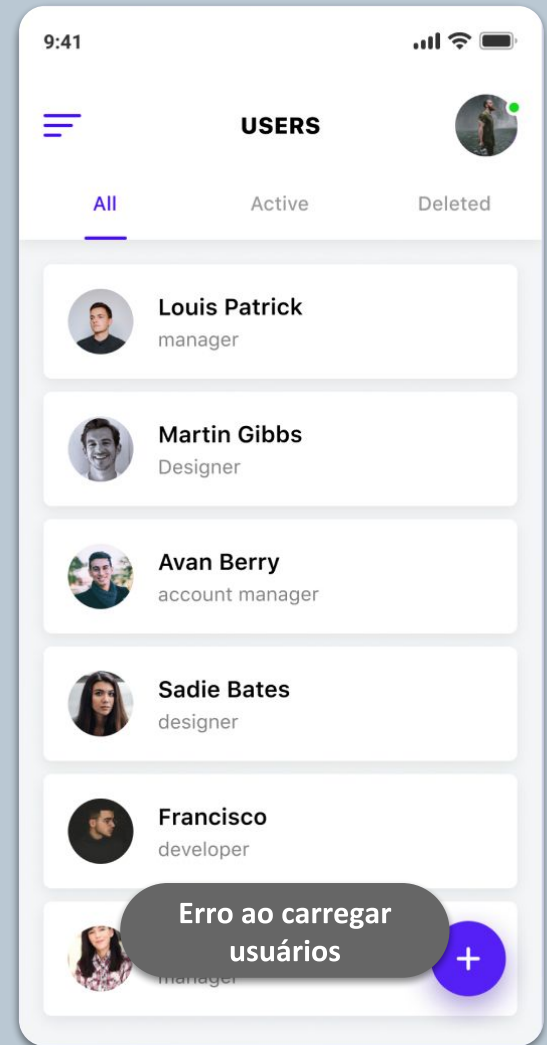 9:41
USERS
All
Active
Deleted
Louis Patrick
manager
Martin Gibbs
Designer
Avan Berry
account manager
Sadie Bates
designer
Francisco
developer
Erro ao carregar
usuários
manager
+